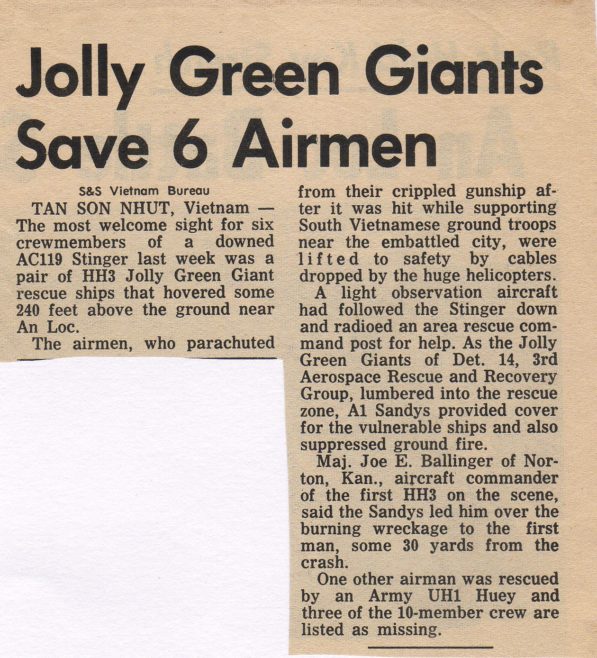 Jolly Green Giants
Save 6 Airmen
S&S Vietnam Bureau
TAN SON NHUT, Vietnam —
The most welcome sight for six
crewmembers of a downed
AC119 Stinger last week was a
pair of HH3 Jolly Green Giant
rescue ships that hovered some
240 feet above the ground near
An Loc.
The airmen, who parachuted
from their crippled gunship af-
ter it was hit while supporting
South Vietnamese ground troops
near the embattled city, were
lifted to safety by cables
dropped by the huge helicopters.
A light observation aircraft
had followed the Stinger down
and radioed an area rescue com-
mand post for help. As the Jolly
Green Giants of Det. 14, 3rd
Aerospace Rescue and Recovery
Group, lumbered into the rescue
zone, A1 Sandys provided cover
for the vulnerable ships and also
suppressed ground fire.
Maj. Joe E. Ballinger of Nor-
ton, Kan., aircraft commander
of the first HH3 on the scene,
said the Sandys led him over the
burning wreckage to the first
man, some 30 yards from the
crash.
One other airman was rescued
by an Army UH1 Huey and
three of the 10-member crew are
listed as missing.